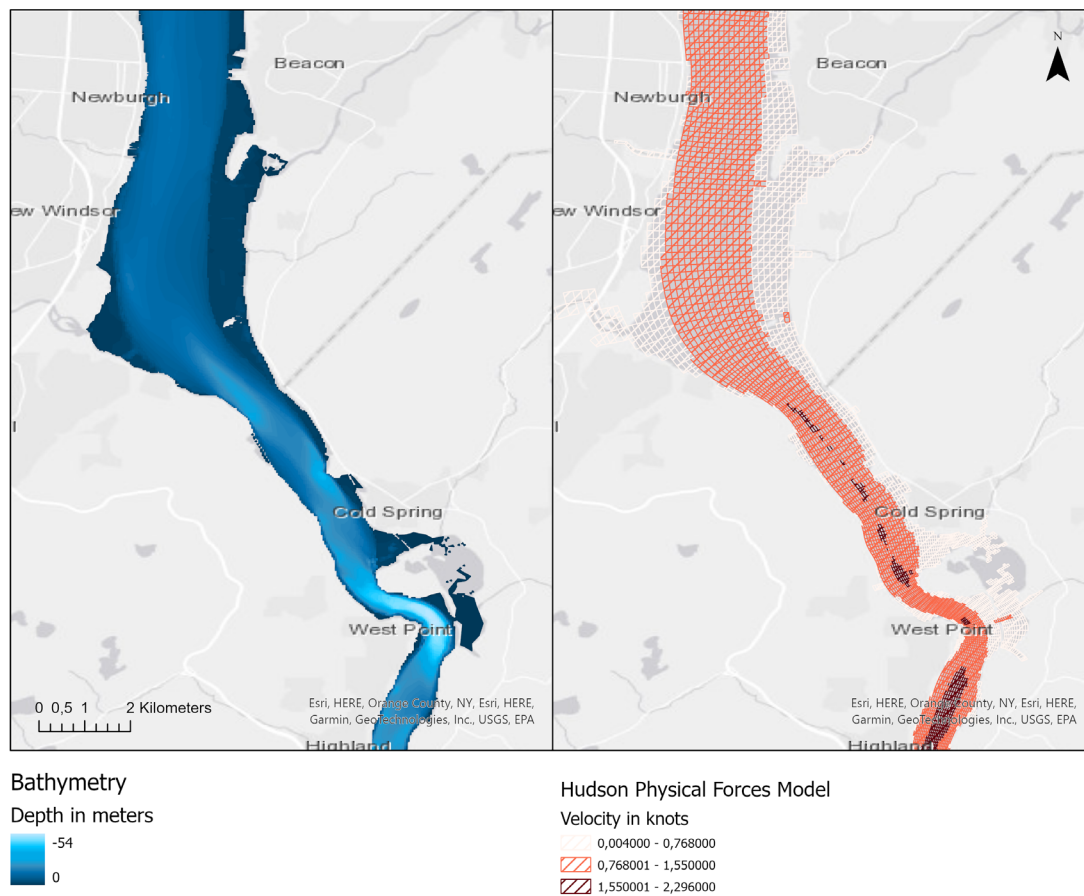 Beacon
Newburgh
ew Windsor
l
Cold Spring
West Point
Highland
0 0,5 1 2 Kilometers
Esri, HERE, Orange County, NY, Esri, HERE,
Garmin, GeoTechnologies, Inc., USGS, EPA
N
Beacon
Newburgh
ew Windsor
l
Cold Spring
West Point
Highland
Esri, HERE, Orange County, NY, Esri, HERE,
Garmin, GeoTechnologies, Inc., USGS, EPA
Bathymetry
Depth in meters
-54
0
Hudson Physical Forces Model
Velocity in knots
0,004000 - 0,768000
0,768001 - 1,550000
1,550001 - 2,296000